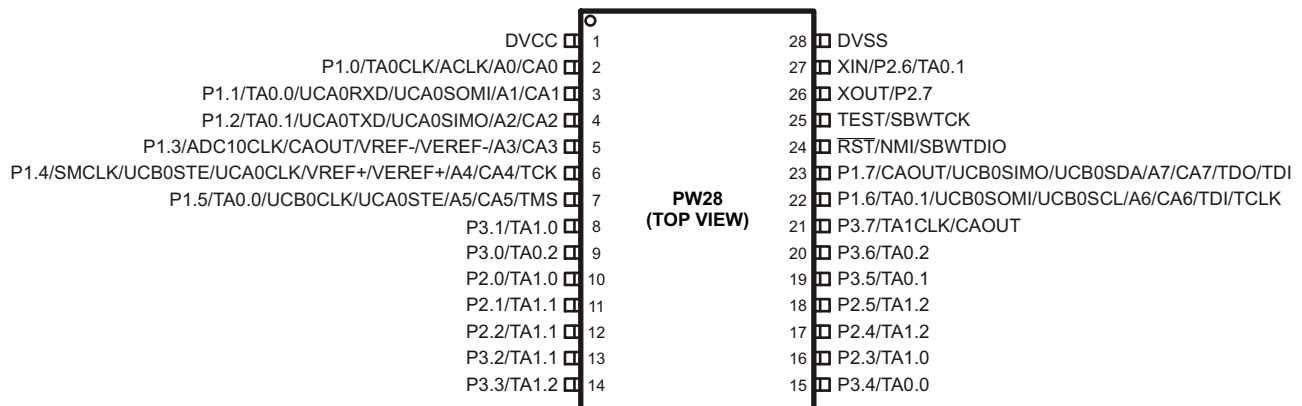 DVCC 1 28 DVSS
P1.0/TA0CLK/ACLK/A0/CA0 2 27 XIN/P2.6/TA0.1
P1.1/TA0.0/UCA0RXD/UCA0SOMI/A1/CA1 3 26 XOUT/P2.7
P1.2/TA0.1/UCA0TXD/UCA0SIMO/A2/CA2 4 25 TEST/SBWTCK
P1.3/ADC10CLK/CAOUT/VREF-/VEREF-/A3/CA3 5 24 RST/NMI/SBWTDIO
P1.4/SMCLK/UCB0STE/UCA0CLK/VREF+/VEREF+/A4/CA4/TCK 6 23 P1.7/CAOUT/UCB0SIMO/UCB0SDA/A7/CA7/TDO/TDI
P1.5/TA0.0/UCB0CLK/UCA0STE/A5/CA5/TMS 7 PW28 22 P1.6/TA0.1/UCB0SOMI/UCB0SCL/A6/CA6/TDI/TCLK
P3.1/TA1.0 8 (TOP VIEW) 21 P3.7/TA1CLK/CAOUT
P3.0/TA0.2 9 20 P3.6/TA0.2
P2.0/TA1.0 10 19 P3.5/TA0.1
P2.1/TA1.1 11 18 P2.5/TA1.2
P2.2/TA1.1 12 17 P2.4/TA1.2
P3.2/TA1.1 13 16 P2.3/TA1.0
P3.3/TA1.2 14 15 P3.4/TA0.0